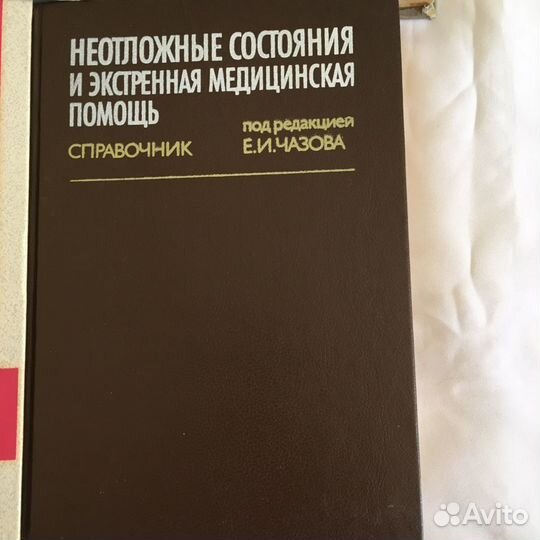 НЕОТЛОЖНЫЕ СОСТОЯНИЯ
И ЭКСТРЕННАЯ МЕДИЦИНСКАЯ
ПОМОЩЬ
СПРАВОЧНИК
под редакцией
Е.И.ЧАЗОВА
Avito